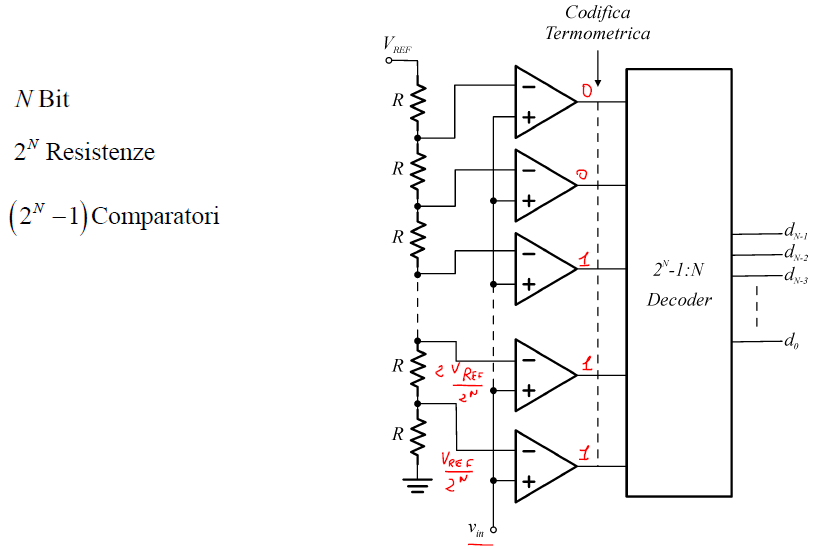 Codifica
Termometrica
V_REF
N Bit
2^N Resistenze
(2^N −1) Comparatori
R
R
R
R
R
−
+
−
+
−
+
−
+
−
+
0
0
1
1
1
2 V_REF / 2^N
V_REF / 2^N
2^N-1:N
Decoder
d_N-1
d_N-2
d_N-3
d_0
v_in